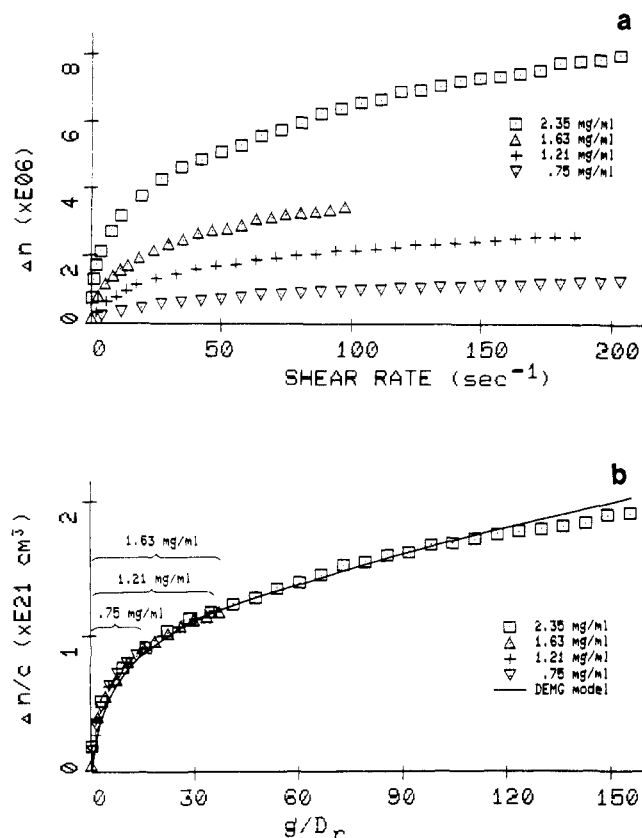 a
Δn (xE06)
8
6
4
2
0
□ 2.35 mg/ml
△ 1.63 mg/ml
+ 1.21 mg/ml
▽ .75 mg/ml
0 50 100 150 200
SHEAR RATE (sec⁻¹)
b
Δn/c (xE21 cm³)
2
1
0
1.63 mg/ml
1.21 mg/ml
.75 mg/ml
□ 2.35 mg/ml
△ 1.63 mg/ml
+ 1.21 mg/ml
▽ .75 mg/ml
— DEMG model
0 30 60 90 120 150
g/Dᵣ